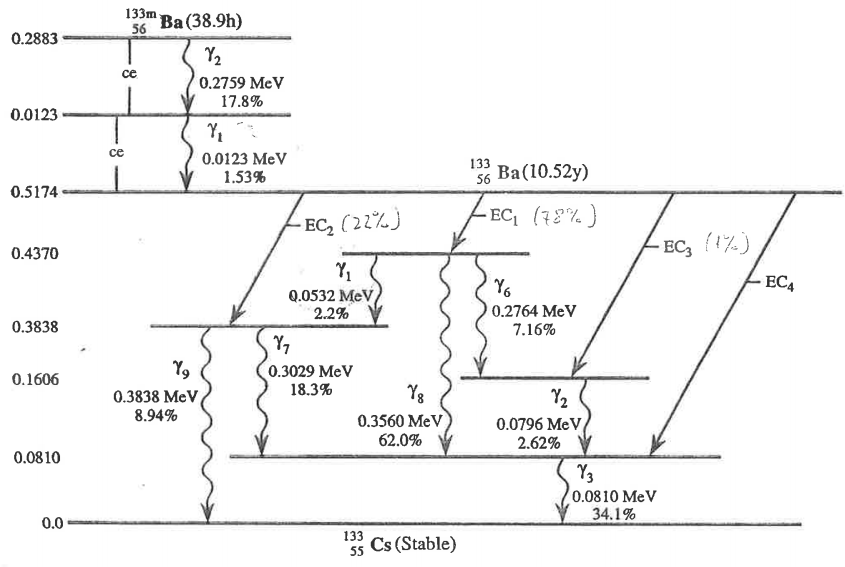 133m
56 Ba (38.9h)
0.2883
γ2
ce
0.2759 MeV
17.8%
0.0123
γ1
ce
0.0123 MeV
1.53%
133
56 Ba (10.52y)
0.5174
EC2 (22%)
EC1 (78%)
EC3 (1%)
0.4370
EC4
γ1
0.0532 MeV
2.2%
γ6
0.2764 MeV
7.16%
0.3838
γ7
γ9
0.3029 MeV
18.3%
0.3838 MeV
8.94%
0.1606
γ8
0.3560 MeV
62.0%
γ2
0.0796 MeV
2.62%
0.0810
γ3
0.0810 MeV
34.1%
0.0
133
55 Cs (Stable)